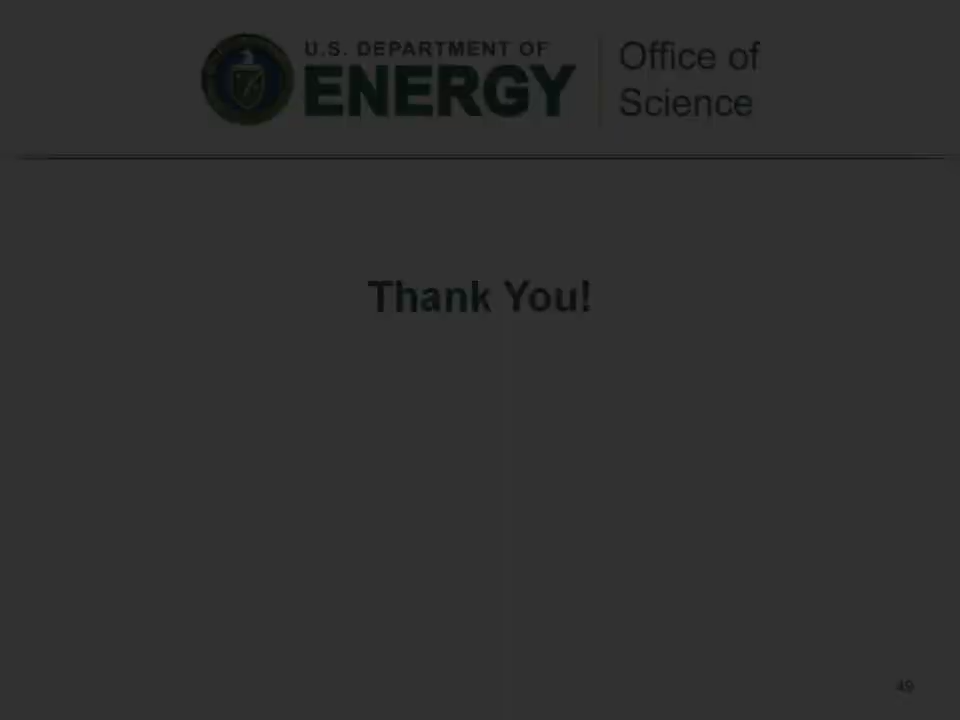 U.S. DEPARTMENT OF
ENERGY
Office of
Science
Thank You!
49